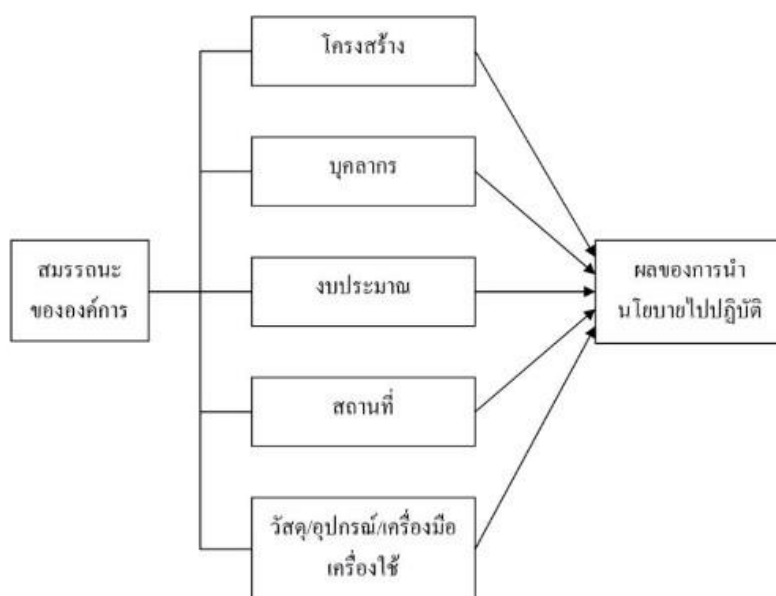 โครงสร้าง
บุคลากร
สมรรถนะ
ขององค์การ
งบประมาณ
ผลของการนำ
นโยบายไปปฏิบัติ
สถานที่
วัสดุ/อุปกรณ์/เครื่องมือ
เครื่องใช้